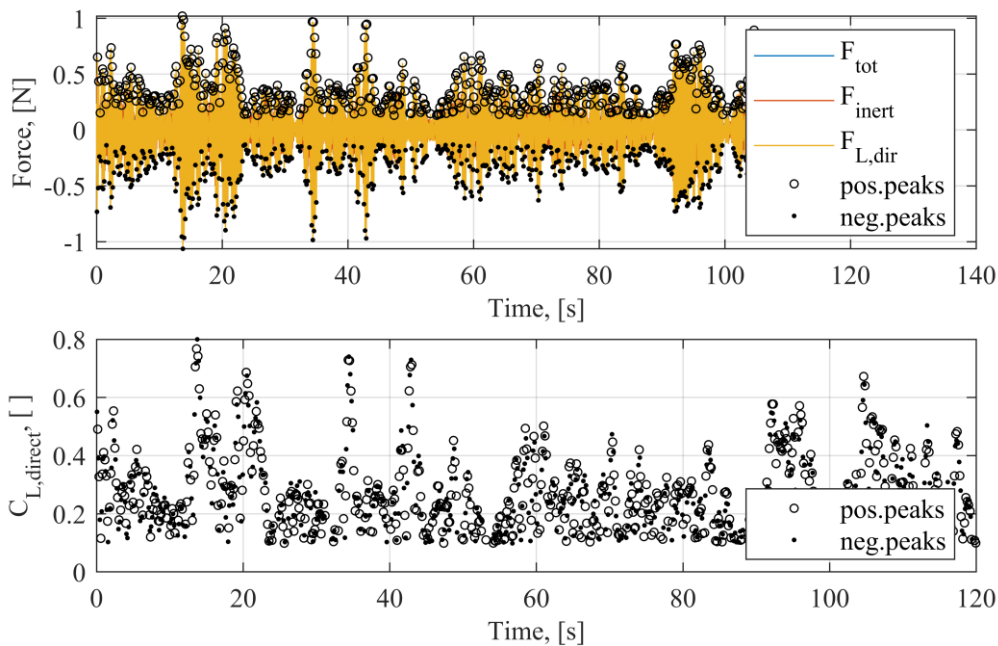 1
0.5
0
-0.5
-1
Force, [N]
F_tot
F_inert
F_L,dir
pos.peaks
neg.peaks
0 20 40 60 80 100 120 140
Time, [s]
0.8
0.6
0.4
0.2
0
C_L,direct, [ ]
pos.peaks
neg.peaks
0 20 40 60 80 100 120
Time, [s]